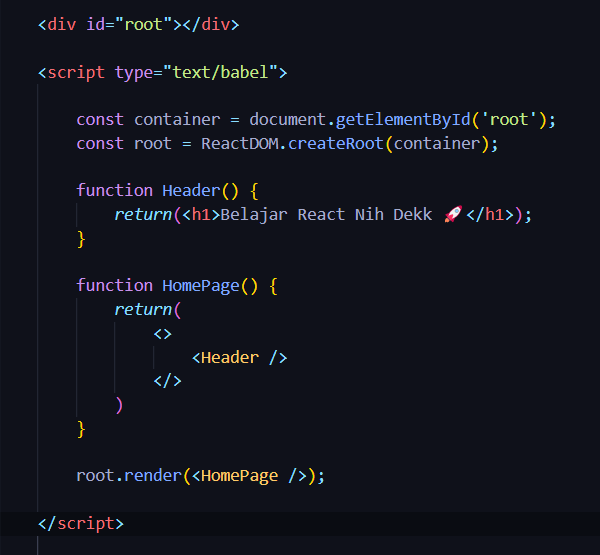 <div id="root"></div>
<script type="text/babel">
const container = document.getElementById('root');
const root = ReactDOM.createRoot(container);
function Header() {
return(<h1>Belajar React Nih Dekk 🚀</h1>);
}
function HomePage() {
return(
<>
<Header />
</>
)
}
root.render(<HomePage />);
</script>